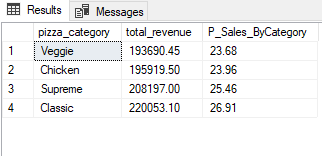 Results Messages
pizza_category total_revenue P_Sales_ByCategory
1 Veggie 193690.45 23.68
2 Chicken 195919.50 23.96
3 Supreme 208197.00 25.46
4 Classic 220053.10 26.91